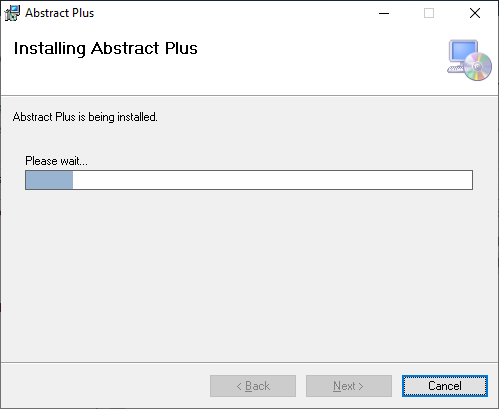 Abstract Plus
Installing Abstract Plus
Abstract Plus is being installed.
Please wait...
< Back
Next >
Cancel